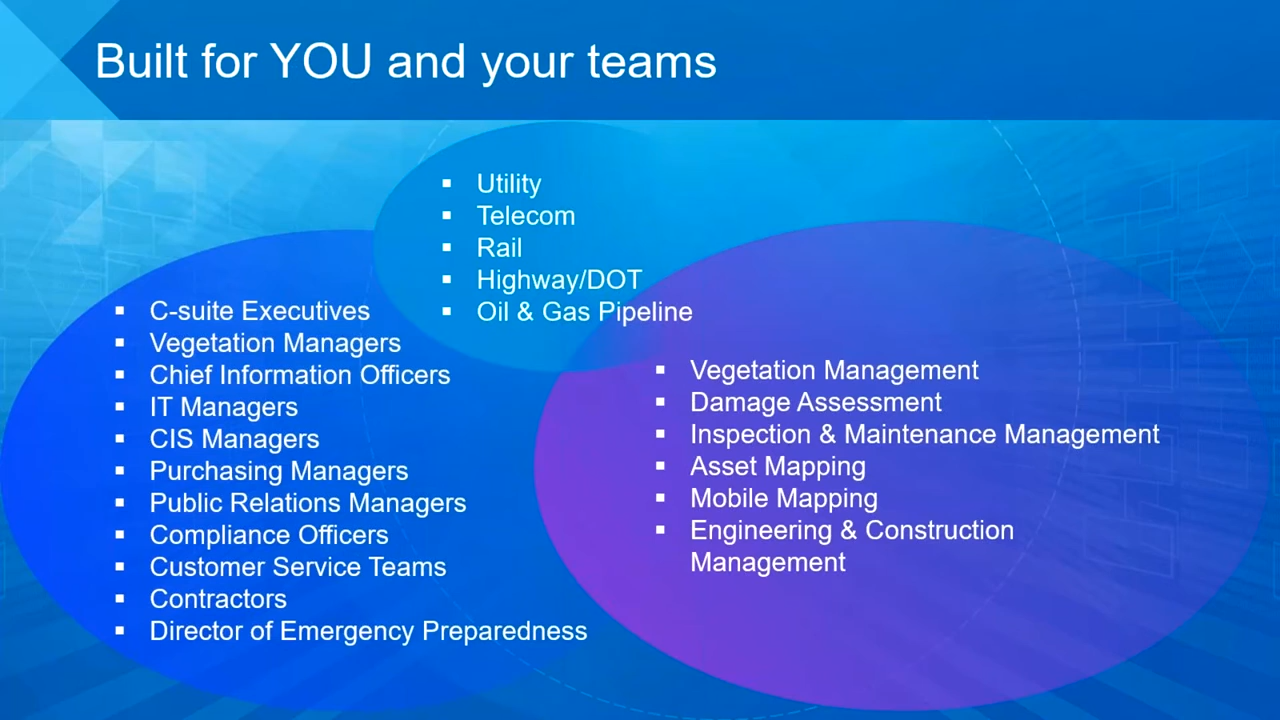 Built for YOU and your teams
▪ Utility
▪ Telecom
▪ Rail
▪ Highway/DOT
▪ Oil & Gas Pipeline
▪ C-suite Executives
▪ Vegetation Managers
▪ Chief Information Officers
▪ IT Managers
▪ CIS Managers
▪ Purchasing Managers
▪ Public Relations Managers
▪ Compliance Officers
▪ Customer Service Teams
▪ Contractors
▪ Director of Emergency Preparedness
▪ Vegetation Management
▪ Damage Assessment
▪ Inspection & Maintenance Management
▪ Asset Mapping
▪ Mobile Mapping
▪ Engineering & Construction
Management